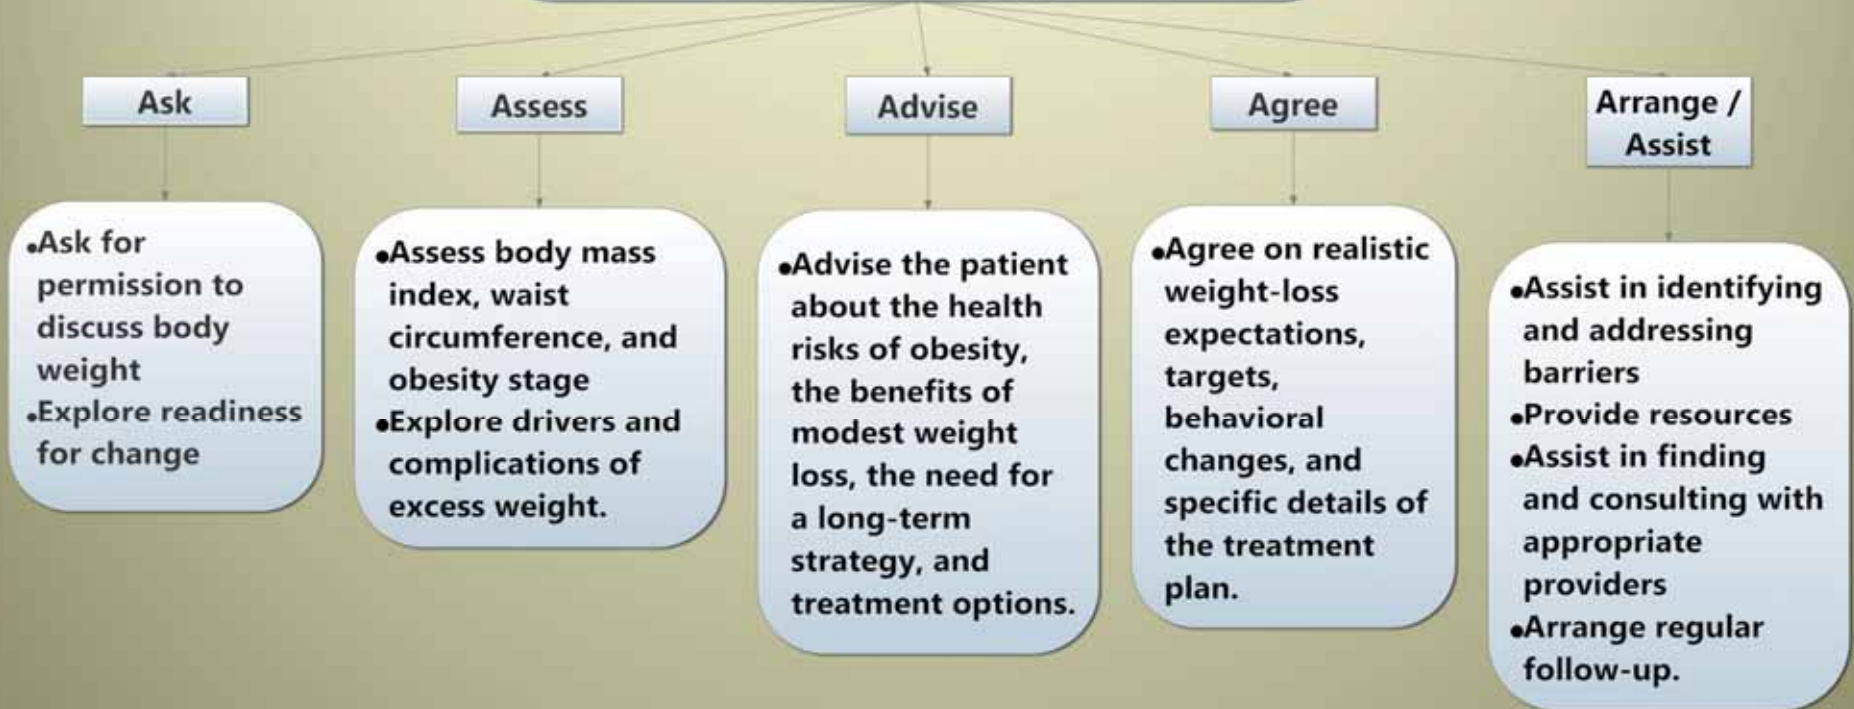 Ask
•Ask for
permission to
discuss body
weight
•Explore readiness
for change
Assess
•Assess body mass
index, waist
circumference, and
obesity stage
•Explore drivers and
complications of
excess weight.
Advise
•Advise the patient
about the health
risks of obesity,
the benefits of
modest weight
loss, the need for
a long-term
strategy, and
treatment options.
Agree
•Agree on realistic
weight-loss
expectations,
targets,
behavioral
changes, and
specific details of
the treatment
plan.
Arrange /
Assist
•Assist in identifying
and addressing
barriers
•Provide resources
•Assist in finding
and consulting with
appropriate
providers
•Arrange regular
follow-up.